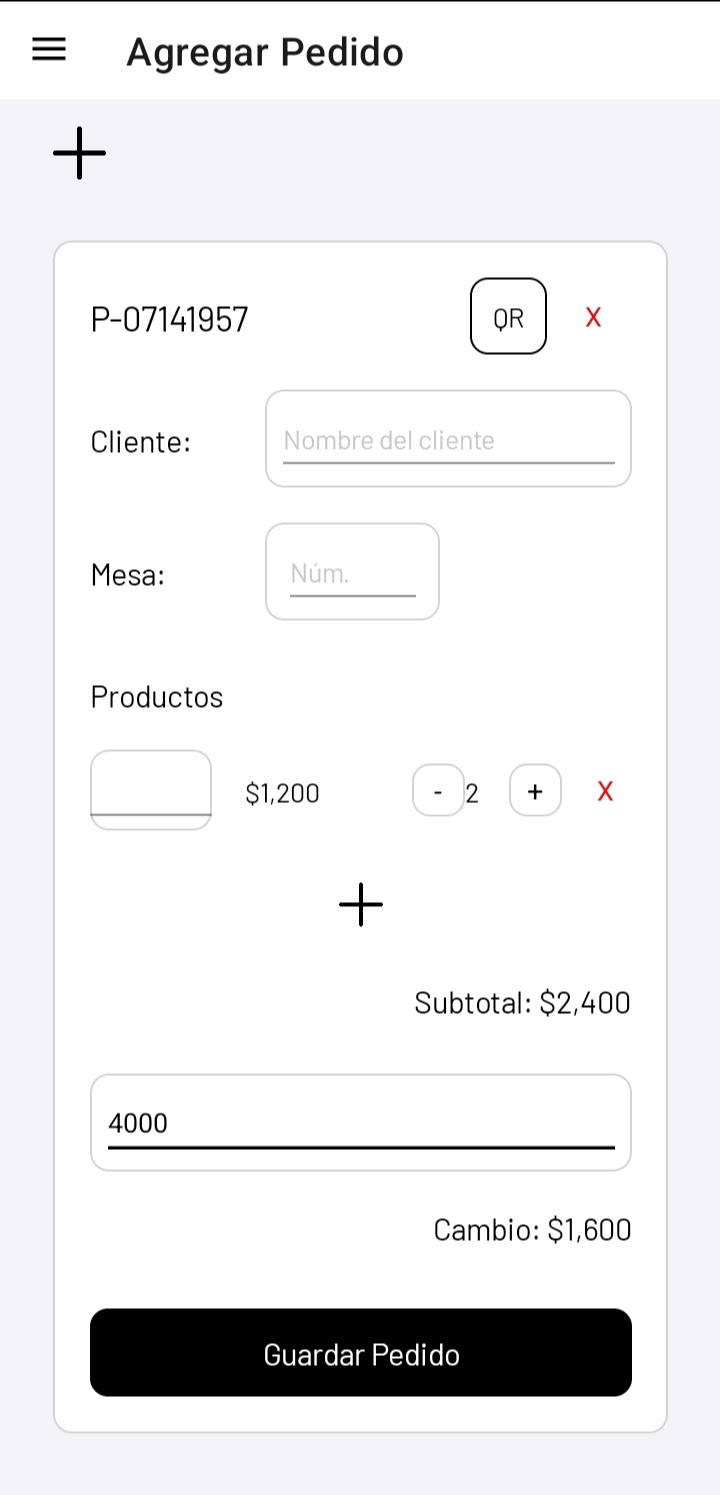 Agregar Pedido
P-07141957 QR X
Cliente: Nombre del cliente
Mesa: Núm.
Productos
$1,200 - 2 + X
Subtotal: $2,400
4000
Cambio: $1,600
Guardar Pedido